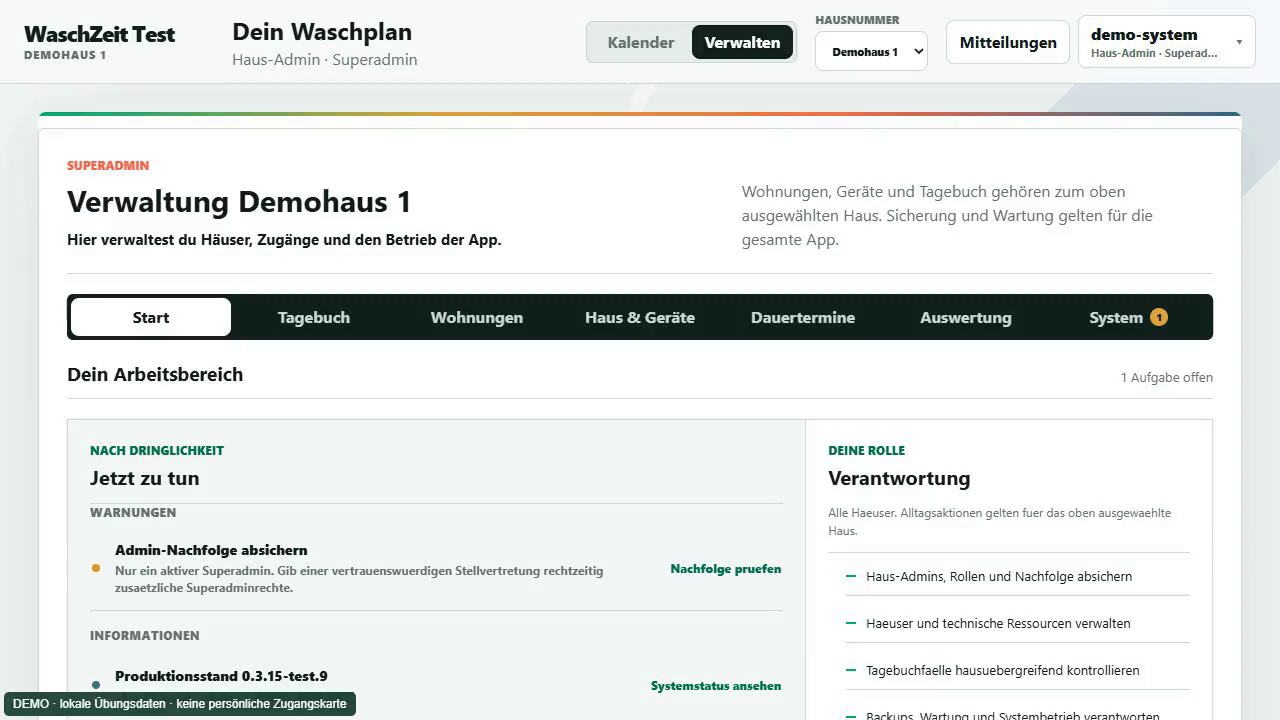 WaschZeit Test
DEMOHAUS 1
Dein Waschplan
Haus-Admin · Superadmin
Kalender
Verwalten
HAUSNUMMER
Demohaus 1
Mitteilungen
demo-system
Haus-Admin · Superad...
SUPERADMIN
Verwaltung Demohaus 1
Hier verwaltest du Häuser, Zugänge und den Betrieb der App.
Wohnungen, Geräte und Tagebuch gehören zum oben
ausgewählten Haus. Sicherung und Wartung gelten für die
gesamte App.
Start
Tagebuch
Wohnungen
Haus & Geräte
Dauertermine
Auswertung
System 1
Dein Arbeitsbereich
1 Aufgabe offen
NACH DRINGLICHKEIT
Jetzt zu tun
WARNUNGEN
Admin-Nachfolge absichern
Nur ein aktiver Superadmin. Gib einer vertrauenswuerdigen Stellvertretung rechtzeitig
zusaetzliche Superadminrechte.
Nachfolge pruefen
INFORMATIONEN
Produktionsstand 0.3.15-test.9
Systemstatus ansehen
DEINE ROLLE
Verantwortung
Alle Haeuser. Alltagsaktionen gelten fuer das oben ausgewaehlte
Haus.
Haus-Admins, Rollen und Nachfolge absichern
Haeuser und technische Ressourcen verwalten
Tagebuchfaelle hausuebergreifend kontrollieren
Backups, Wartung und Systembetrieb verantworten
DEMO · lokale Übungsdaten · keine persönliche Zugangskarte